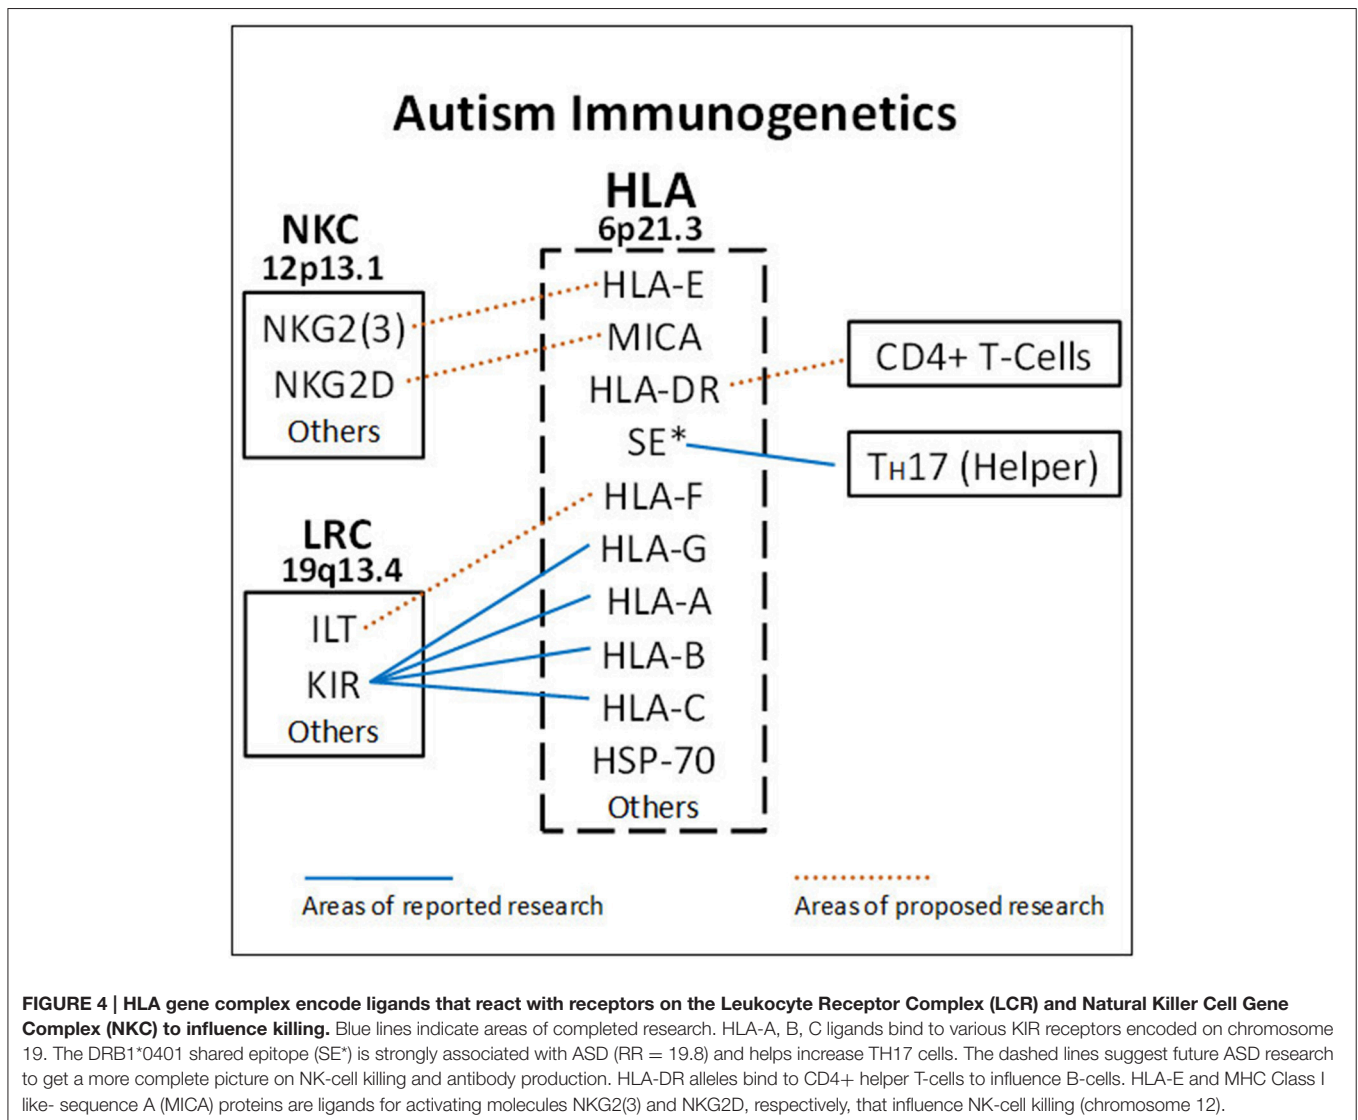 Autism Immunogenetics
HLA
6p21.3
NKC
12p13.1
NKG2(3)
NKG2D
Others
LRC
19q13.4
ILT
KIR
Others
HLA-E
MICA
HLA-DR
SE*
HLA-F
HLA-G
HLA-A
HLA-B
HLA-C
HSP-70
Others
CD4+ T-Cells
TH17 (Helper)
Areas of reported research
Areas of proposed research
FIGURE 4 | HLA gene complex encode ligands that react with receptors on the Leukocyte Receptor Complex (LCR) and Natural Killer Cell Gene
Complex (NKC) to influence killing. Blue lines indicate areas of completed research. HLA-A, B, C ligands bind to various KIR receptors encoded on chromosome
19. The DRB1*0401 shared epitope (SE*) is strongly associated with ASD (RR = 19.8) and helps increase TH17 cells. The dashed lines suggest future ASD research
to get a more complete picture on NK-cell killing and antibody production. HLA-DR alleles bind to CD4+ helper T-cells to influence B-cells. HLA-E and MHC Class I
like- sequence A (MICA) proteins are ligands for activating molecules NKG2(3) and NKG2D, respectively, that influence NK-cell killing (chromosome 12).